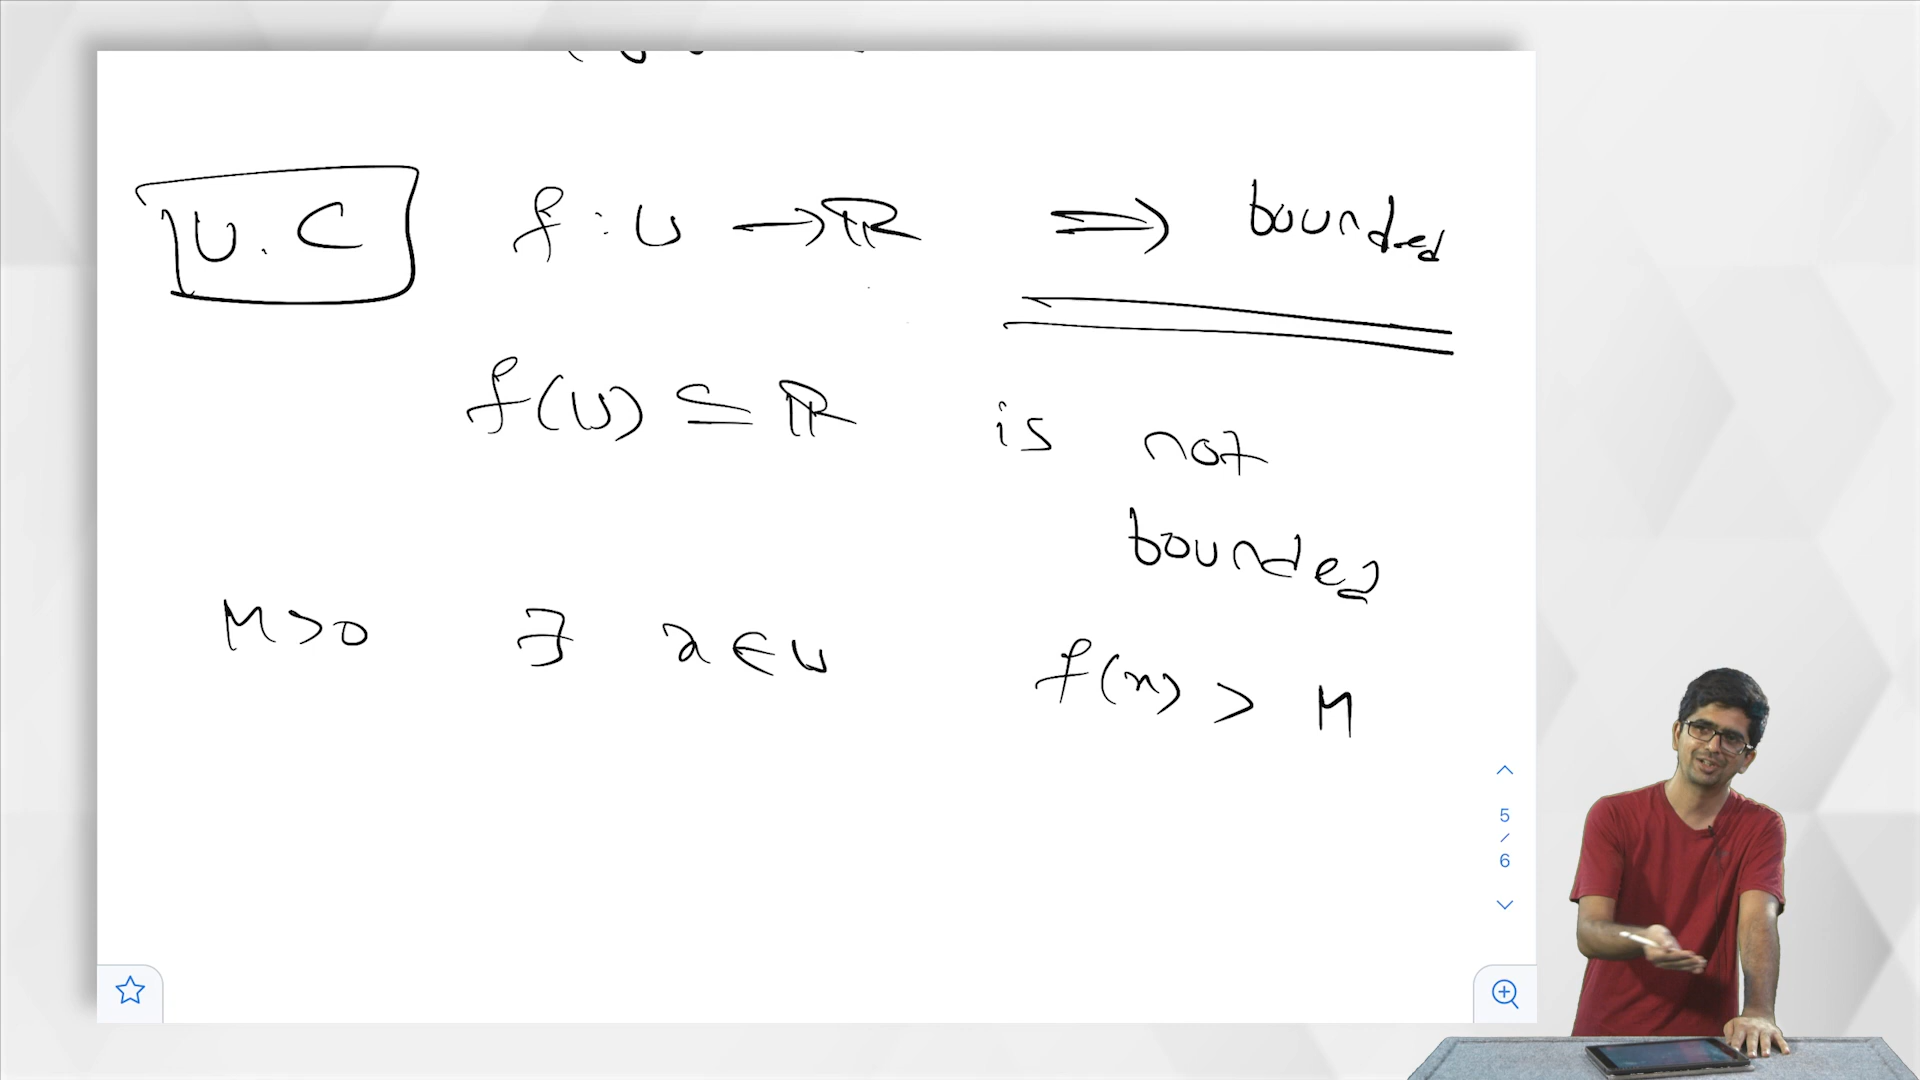 U.C f : U → ℝ ⇒ bounded
f(U) ⊆ ℝ is not
bounded
M>0 ∃ x ∈ U f(x) > M
5
/
6